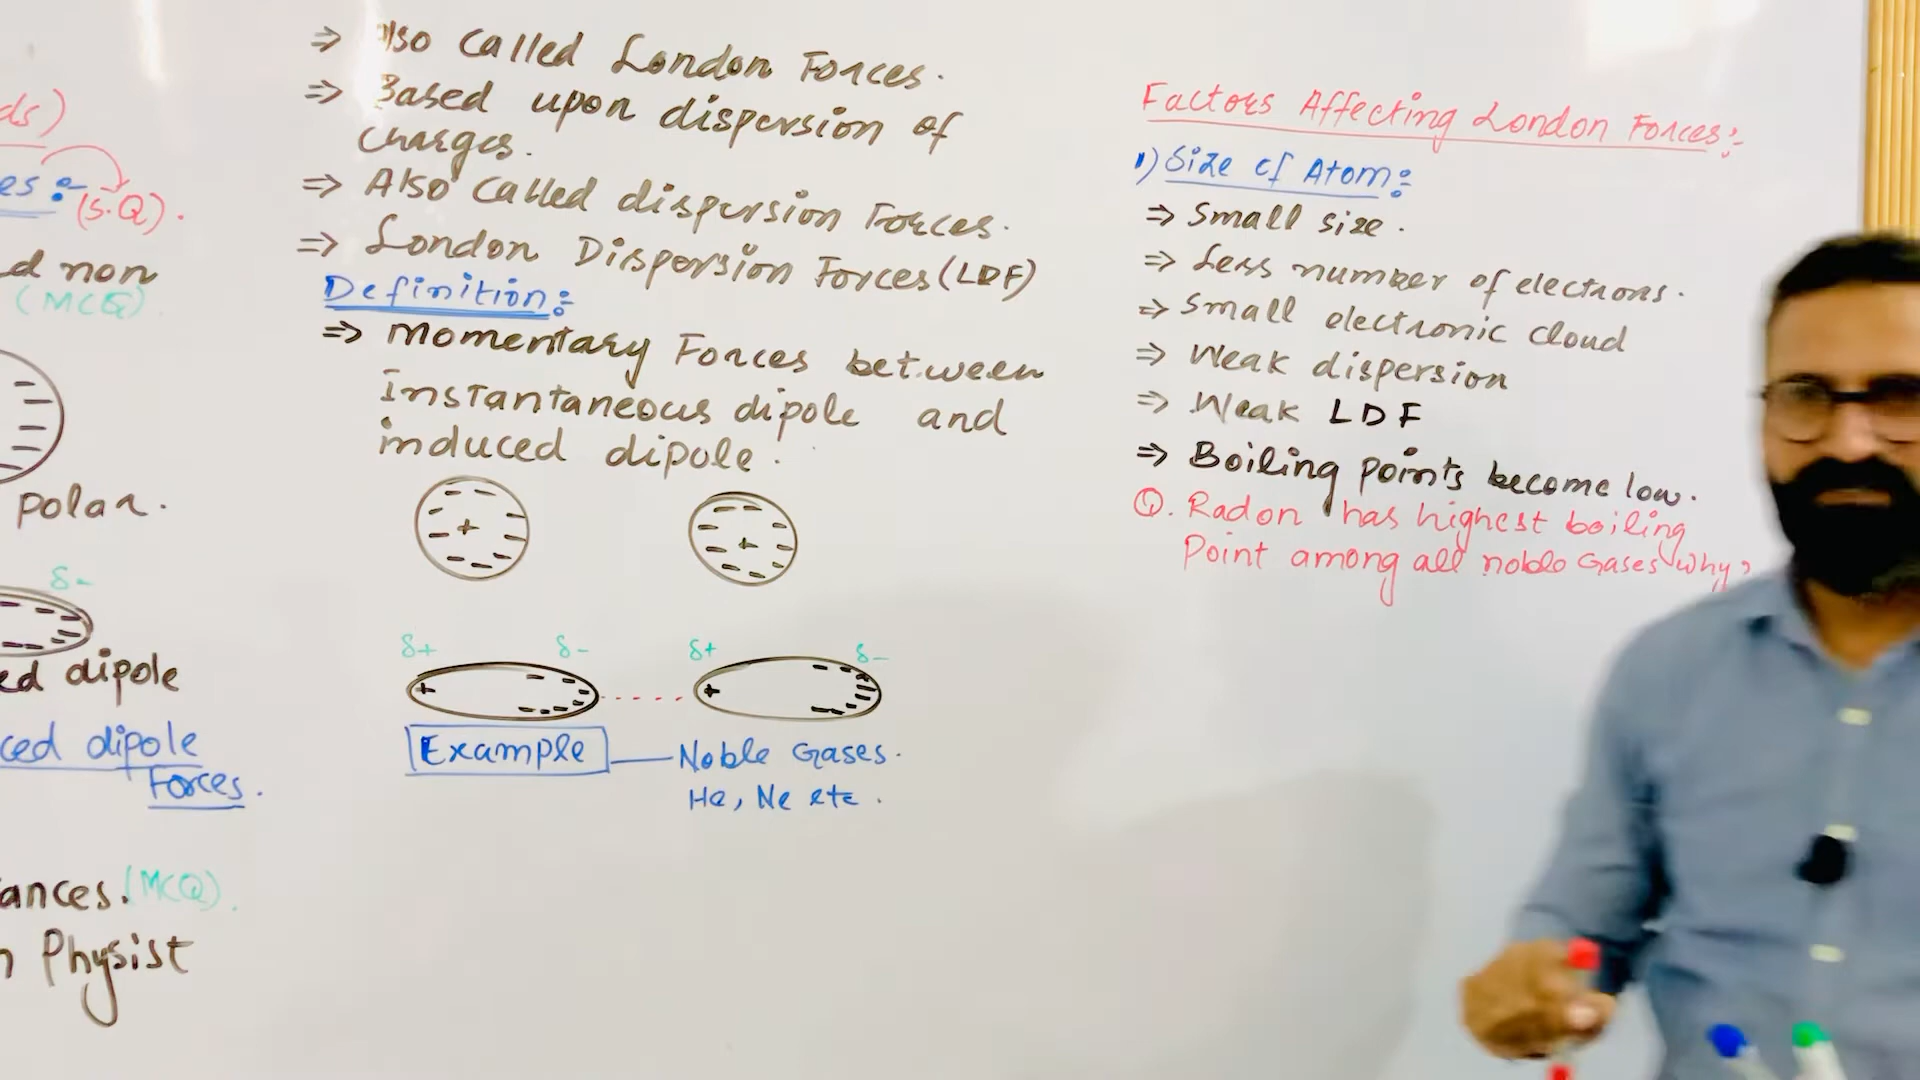 ds)
es :- (S.Q).
d non
(MCQ).
polar.
δ-
ed dipole
ced dipole
Forces.
ances. (MCQ).
n Physist
⇒ Also Called London Forces.
⇒ Based upon dispersion of
charges.
⇒ Also Called dispersion Forces.
⇒ London Dispersion Forces (LDF)
Definition:-
⇒ Momentary Forces between
instantaneous dipole and
induced dipole.
δ+ δ- δ+ δ-
Example — Noble Gases.
He, Ne etc.
Factors Affecting London Forces:-
1) Size of Atom:-
⇒ Small size.
⇒ Less number of electrons.
⇒ Small electronic cloud
⇒ Weak dispersion
⇒ Weak LDF
⇒ Boiling points become low.
Q. Radon has highest boiling
Point among all noble Gases why?